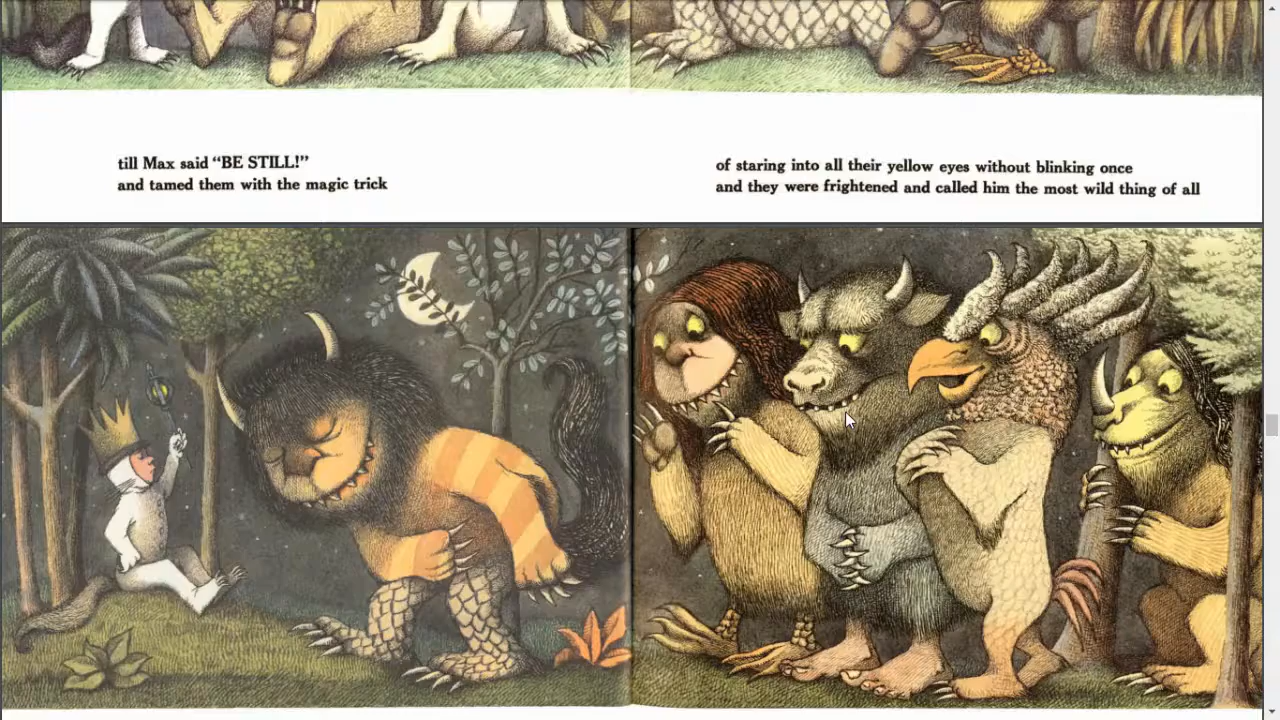 till Max said “BE STILL!”
and tamed them with the magic trick
of staring into all their yellow eyes without blinking once
and they were frightened and called him the most wild thing of all